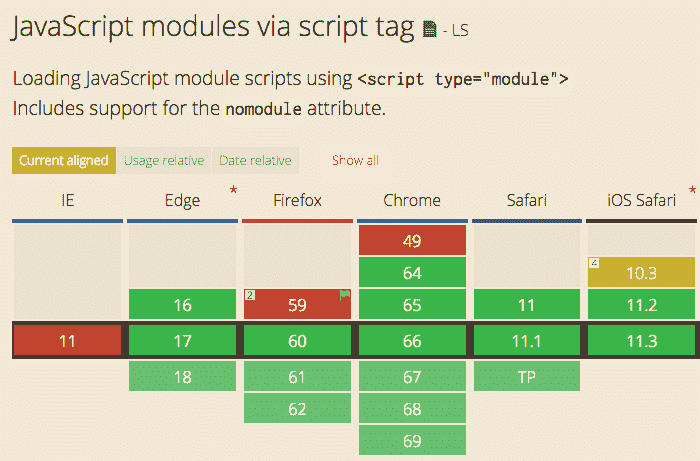 JavaScript modules via script tag - LS
Loading JavaScript module scripts using <script type="module">
Includes support for the nomodule attribute.
Current aligned Usage relative Date relative Show all
IE Edge * Firefox Chrome Safari iOS Safari *
49
64 4 10.3
16 2 59 65 11 11.2
11 17 60 66 11.1 11.3
18 61 67 TP
62 68
69